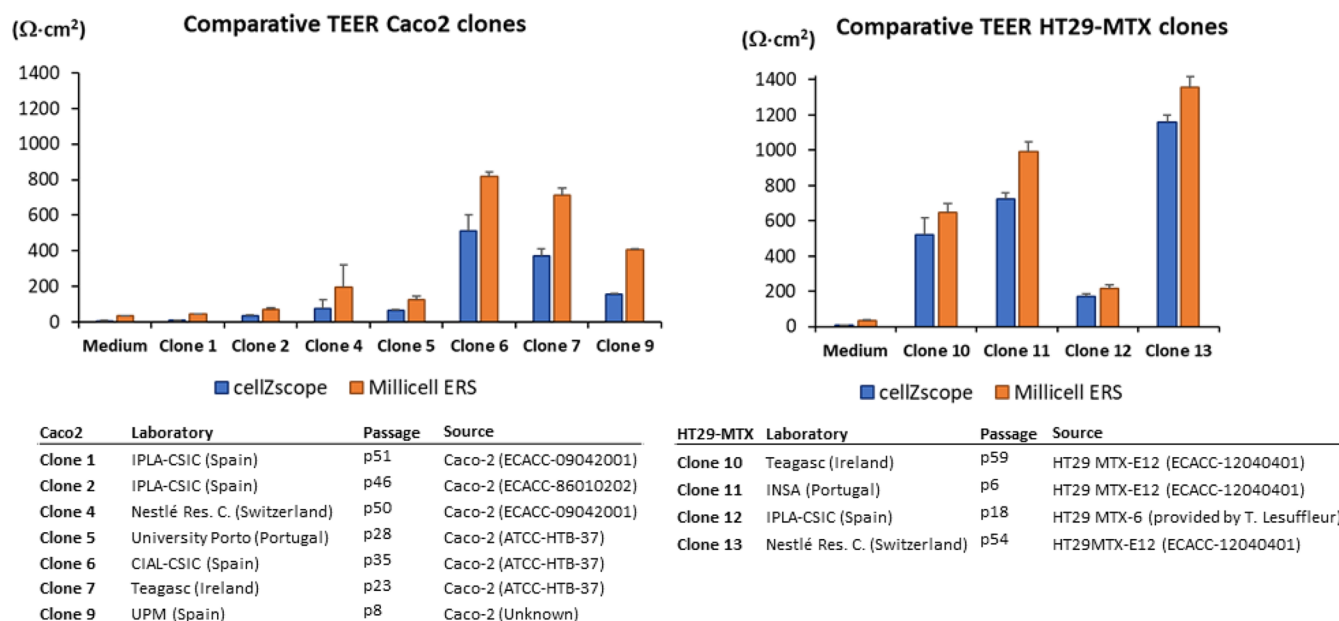 Comparative TEER Caco2 clones
(Ω·cm²)
1400
1200
1000
800
600
400
200
0
Medium Clone 1 Clone 2 Clone 4 Clone 5 Clone 6 Clone 7 Clone 9
cellZscope Millicell ERS
Comparative TEER HT29-MTX clones
(Ω·cm²)
1400
1200
1000
800
600
400
200
0
Medium Clone 10 Clone 11 Clone 12 Clone 13
cellZscope Millicell ERS
Caco2 Laboratory Passage Source
Clone 1 IPLA-CSIC (Spain) p51 Caco-2 (ECACC-09042001)
Clone 2 IPLA-CSIC (Spain) p46 Caco-2 (ECACC-86010202)
Clone 4 Nestlé Res. C. (Switzerland) p50 Caco-2 (ECACC-09042001)
Clone 5 University Porto (Portugal) p28 Caco-2 (ATCC-HTB-37)
Clone 6 CIAL-CSIC (Spain) p35 Caco-2 (ATCC-HTB-37)
Clone 7 Teagasc (Ireland) p23 Caco-2 (ATCC-HTB-37)
Clone 9 UPM (Spain) p8 Caco-2 (Unknown)
HT29-MTX Laboratory Passage Source
Clone 10 Teagasc (Ireland) p59 HT29 MTX-E12 (ECACC-12040401)
Clone 11 INSA (Portugal) p6 HT29 MTX-E12 (ECACC-12040401)
Clone 12 IPLA-CSIC (Spain) p18 HT29 MTX-6 (provided by T. Lesuffleur)
Clone 13 Nestlé Res. C. (Switzerland) p54 HT29MTX-E12 (ECACC-12040401)